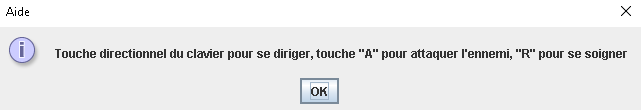 Aide
Touche directionnel du clavier pour se diriger, touche "A" pour attaquer l'ennemi, "R" pour se soigner
OK